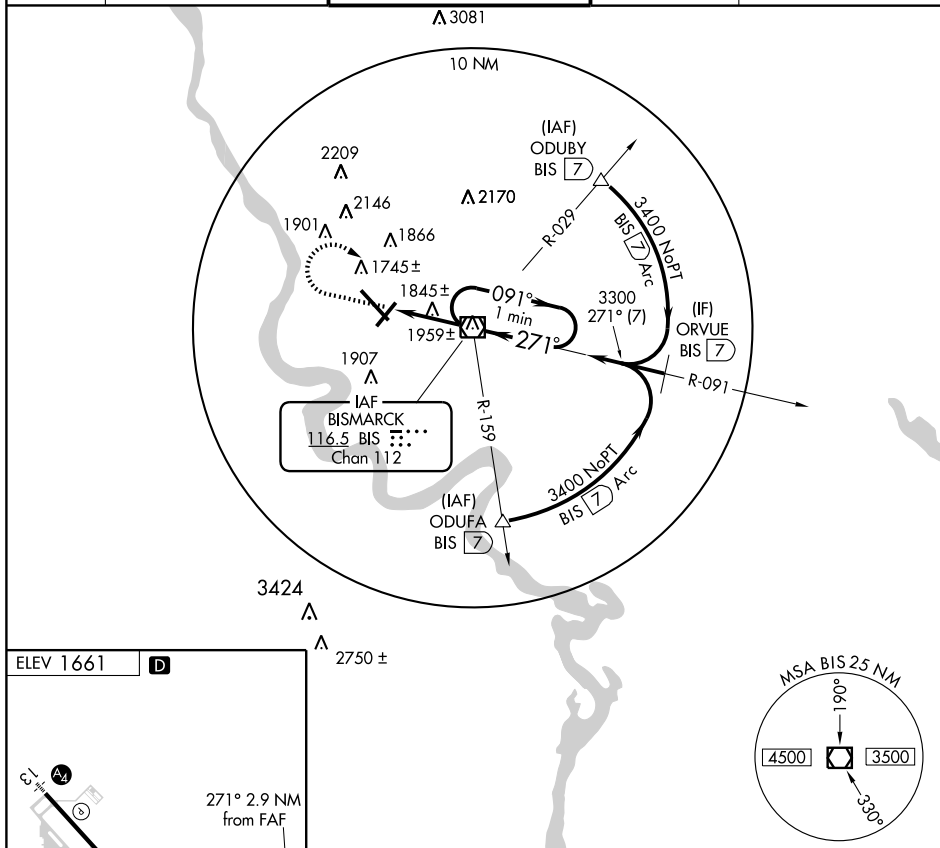 3081
10 NM
(IAF)
ODUBY
BIS 7
2209
2170
2146
1901
1866
1745±
R-029
3400 NoPT
BIS 7 Arc
1845±
091°
1 min
271°
1959±
3300
271° (7)
(IF)
ORVUE
BIS 7
R-091
1907
IAF
BISMARCK
116.5 BIS
Chan 112
R-159
3400 NoPT
BIS 7 Arc
(IAF)
ODUFA
BIS 7
3424
2750 ±
ELEV 1661 D
13
A4
P
271° 2.9 NM
from FAF
MSA BIS 25 NM
190°
4500
3500
330°